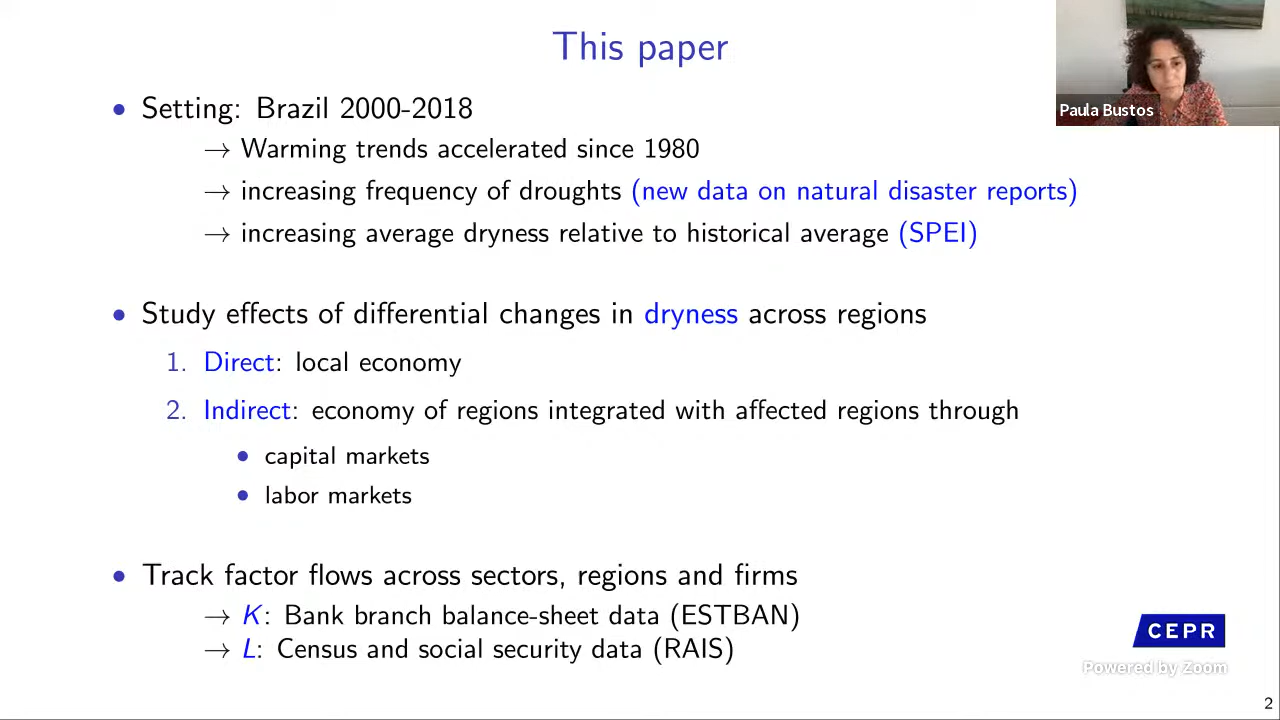 This paper
Paula Bustos
• Setting: Brazil 2000-2018
→ Warming trends accelerated since 1980
→ increasing frequency of droughts (new data on natural disaster reports)
→ increasing average dryness relative to historical average (SPEI)
• Study effects of differential changes in dryness across regions
1. Direct: local economy
2. Indirect: economy of regions integrated with affected regions through
• capital markets
• labor markets
• Track factor flows across sectors, regions and firms
→ K: Bank branch balance-sheet data (ESTBAN)
→ L: Census and social security data (RAIS)
CEPR
Powered by Zoom
2